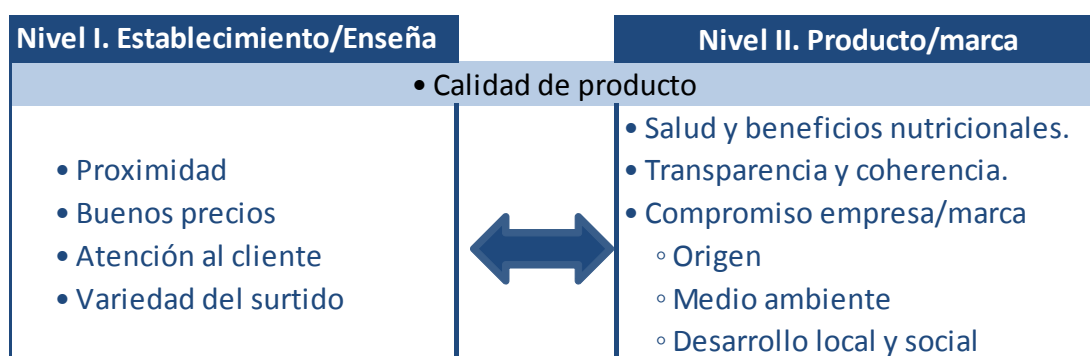 Nivel I. Establecimiento/Enseña
Nivel II. Producto/marca
• Calidad de producto
• Proximidad
• Buenos precios
• Atención al cliente
• Variedad del surtido
• Salud y beneficios nutricionales.
• Transparencia y coherencia.
• Compromiso empresa/marca
◦ Origen
◦ Medio ambiente
◦ Desarrollo local y social